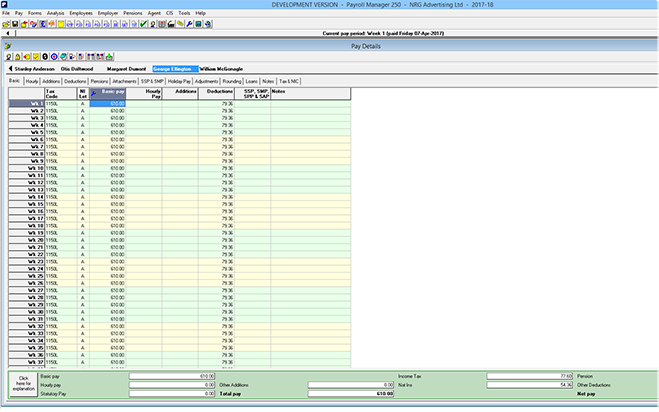 DEVELOPMENT VERSION - Payroll Manager 250 - NRG Advertising Ltd - 2017-18
File Pay Forms Analysis Employees Employer Pensions Agent CIS Tools Help
Current pay period: Week 1 (paid Friday 07-Apr-2017)
Pay Details
Stanley Anderson Otis Dalltwood Margaret Dumont George Ellington William McGonagle
Basic Hourly Additions Deductions Pensions Attachments SSP & SMP Holiday Pay Adjustments Rounding Loans Notes Tax & NIC
Tax Code NI Let Basic pay Hourly Pay Additions Deductions SSP, SMP, SPP & SAP Notes
Wk 1 1150L A 610.00 79.36
Wk 2 1150L A 610.00 79.36
Wk 3 1150L A 610.00 79.36
Wk 4 1150L A 610.00 79.36
Wk 5 1150L A 610.00 79.36
Wk 6 1150L A 610.00 79.36
Wk 7 1150L A 610.00 79.36
Wk 8 1150L A 610.00 79.36
Wk 9 1150L A 610.00 79.36
Wk 10 1150L A 610.00 79.36
Wk 11 1150L A 610.00 79.36
Wk 12 1150L A 610.00 79.36
Wk 13 1150L A 610.00 79.36
Wk 14 1150L A 610.00 79.36
Wk 15 1150L A 610.00 79.36
Wk 16 1150L A 610.00 79.36
Wk 17 1150L A 610.00 79.36
Wk 18 1150L A 610.00 79.36
Wk 19 1150L A 610.00 79.36
Wk 20 1150L A 610.00 79.36
Wk 21 1150L A 610.00 79.36
Wk 22 1150L A 610.00 79.36
Wk 23 1150L A 610.00 79.36
Wk 24 1150L A 610.00 79.36
Wk 25 1150L A 610.00 79.36
Wk 26 1150L A 610.00 79.36
Wk 27 1150L A 610.00 79.36
Wk 28 1150L A 610.00 79.36
Wk 29 1150L A 610.00 79.36
Wk 30 1150L A 610.00 79.36
Wk 31 1150L A 610.00 79.36
Wk 32 1150L A 610.00 79.36
Wk 33 1150L A 610.00 79.36
Wk 34 1150L A 610.00 79.36
Wk 35 1150L A 610.00 79.36
Wk 36 1150L A 610.00 79.36
Wk 37 1150L A 610.00 79.36
Click here for explanation
Basic pay 610.00 Income Tax 77.60 Pension
Hourly pay 0.00 Other Additions 0.00 Nat Ins 54.36 Other Deductions
Statutory Pay 0.00 Total pay 610.00 Net pay